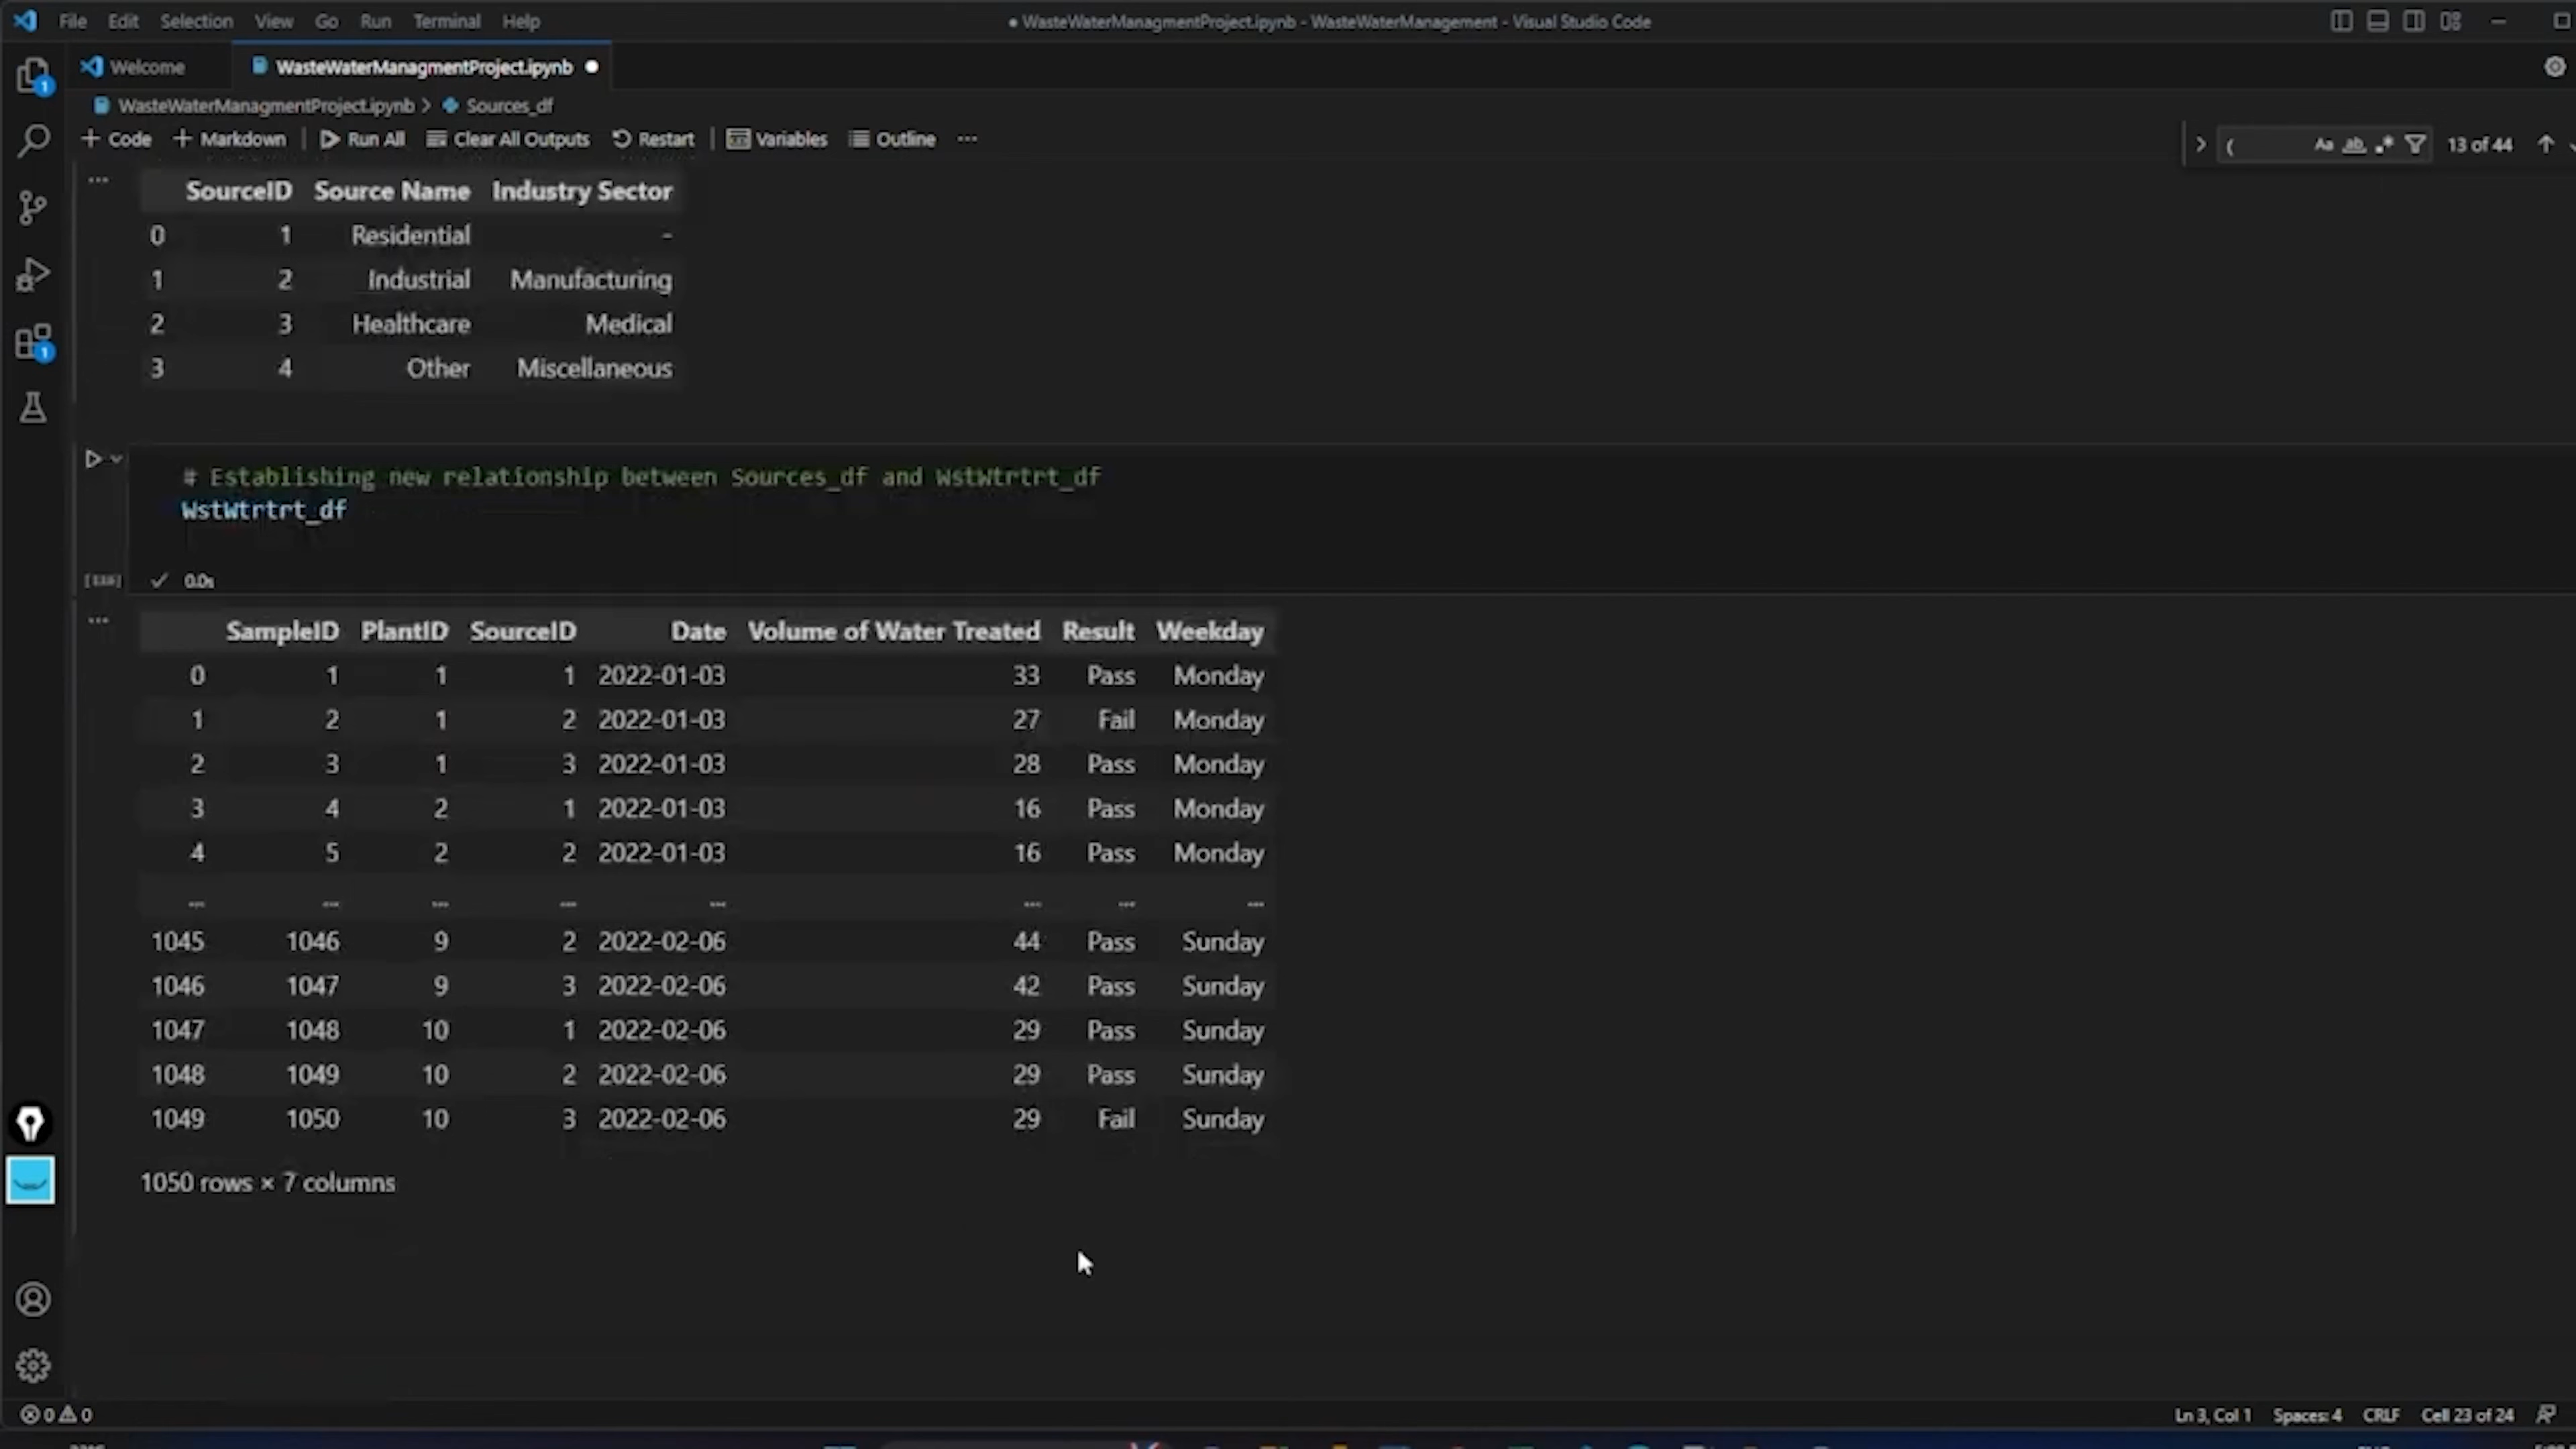 File Edit Selection View Go Run Terminal Help
● WasteWaterManagmentProject.ipynb - WasteWaterManagement - Visual Studio Code
Welcome WasteWaterManagmentProject.ipynb
WasteWaterManagmentProject.ipynb > Sources_df
+ Code + Markdown Run All Clear All Outputs Restart Variables Outline ...
( Aa ab .* 13 of 44
1
1
...
SourceID Source Name Industry Sector
0 1 Residential -
1 2 Industrial Manufacturing
2 3 Healthcare Medical
3 4 Other Miscellaneous
# Establishing new relationship between Sources_df and WstWtrtrt_df
WstWtrtrt_df
0.0s
...
SampleID PlantID SourceID Date Volume of Water Treated Result Weekday
0 1 1 1 2022-01-03 33 Pass Monday
1 2 1 2 2022-01-03 27 Fail Monday
2 3 1 3 2022-01-03 28 Pass Monday
3 4 2 1 2022-01-03 16 Pass Monday
4 5 2 2 2022-01-03 16 Pass Monday
... ... ... ... ... ... ... ...
1045 1046 9 2 2022-02-06 44 Pass Sunday
1046 1047 9 3 2022-02-06 42 Pass Sunday
1047 1048 10 1 2022-02-06 29 Pass Sunday
1048 1049 10 2 2022-02-06 29 Pass Sunday
1049 1050 10 3 2022-02-06 29 Fail Sunday
1050 rows × 7 columns
0 0
Ln 3, Col 1 Spaces: 4 CRLF Cell 23 of 24